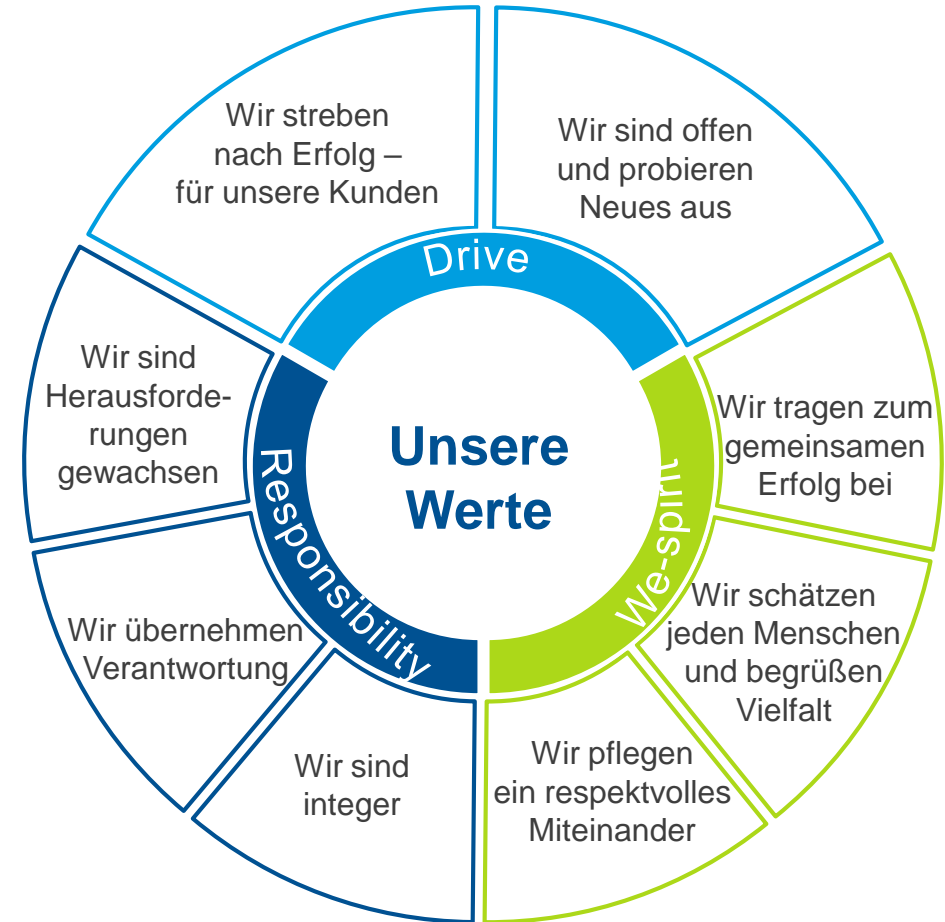 Wir streben
nach Erfolg –
für unsere Kunden
Wir sind offen
und probieren
Neues aus
Drive
Wir sind
Herausforde-
rungen
gewachsen
Wir tragen zum
gemeinsamen
Erfolg bei
Unsere
Werte
Responsibility
We-spirit
Wir übernehmen
Verantwortung
Wir schätzen
jeden Menschen
und begrüßen
Vielfalt
Wir sind
integer
Wir pflegen
ein respektvolles
Miteinander